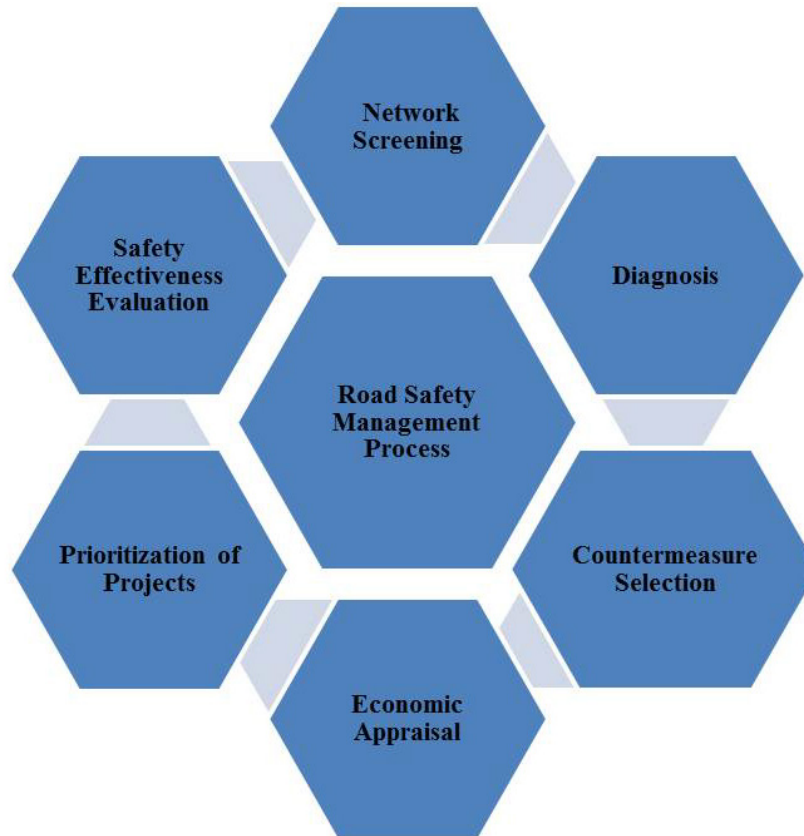 Network
Screening
Diagnosis
Countermeasure
Selection
Economic
Appraisal
Prioritization of
Projects
Safety
Effectiveness
Evaluation
Road Safety
Management
Process